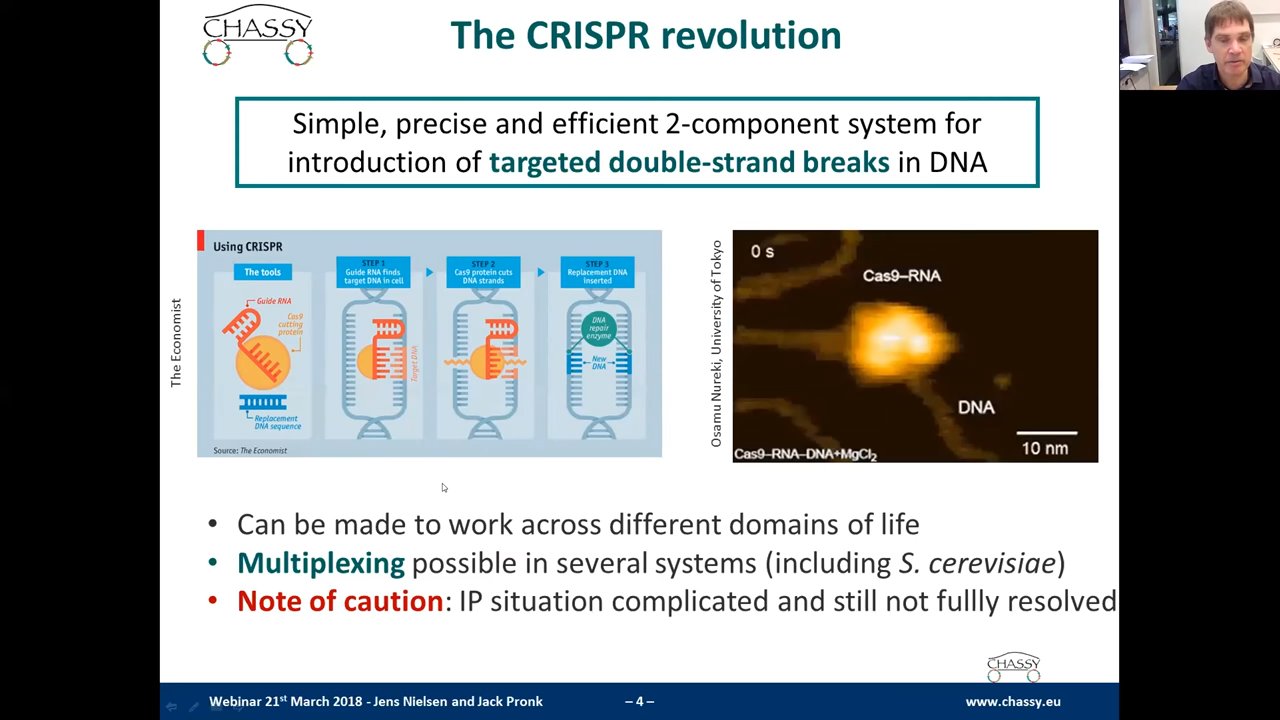 CHASSY
The CRISPR revolution
Simple, precise and efficient 2-component system for
introduction of targeted double-strand breaks in DNA
The Economist
Using CRISPR
The tools
Guide RNA
Cas9
cutting
protein
Replacement
DNA sequence
STEP 1
Guide RNA finds
target DNA in cell
Target DNA
STEP 2
Cas9 protein cuts
DNA strands
STEP 3
Replacement DNA
inserted
DNA
repair
enzyme
New
DNA
Source: The Economist
Osamu Nureki, University of Tokyo
0 s
Cas9–RNA
DNA
10 nm
Cas9–RNA–DNA+MgCl₂
• Can be made to work across different domains of life
• Multiplexing possible in several systems (including S. cerevisiae)
• Note of caution: IP situation complicated and still not fullly resolved
CHASSY
Webinar 21st March 2018 - Jens Nielsen and Jack Pronk
– 4 –
www.chassy.eu